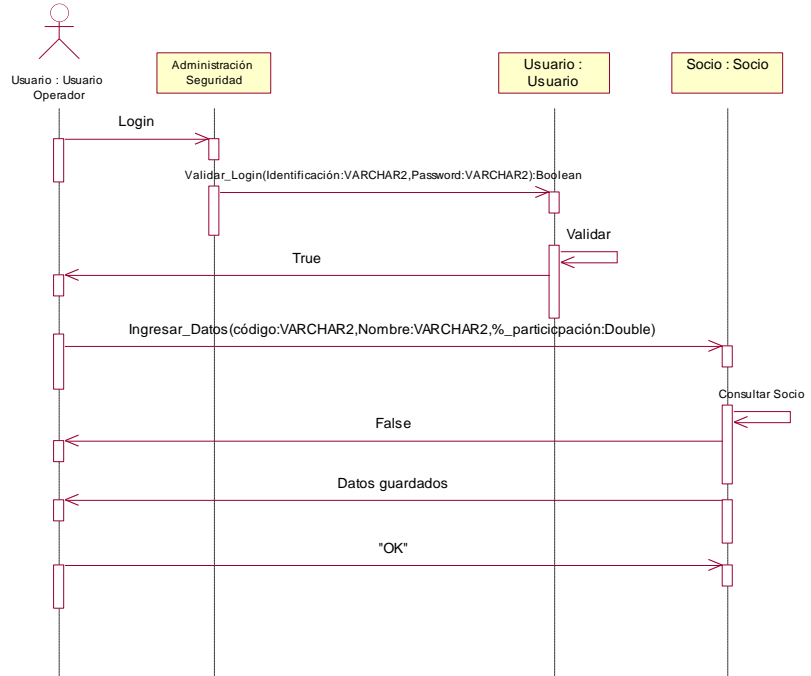 Usuario : Usuario
Operador
Administración
Seguridad
Usuario :
Usuario
Socio : Socio
Login
Validar_Login(Identificación:VARCHAR2,Password:VARCHAR2):Boolean
Validar
True
Ingresar_Datos(código:VARCHAR2,Nombre:VARCHAR2,%_particicpación:Double)
Consultar Socio
False
Datos guardados
"OK"